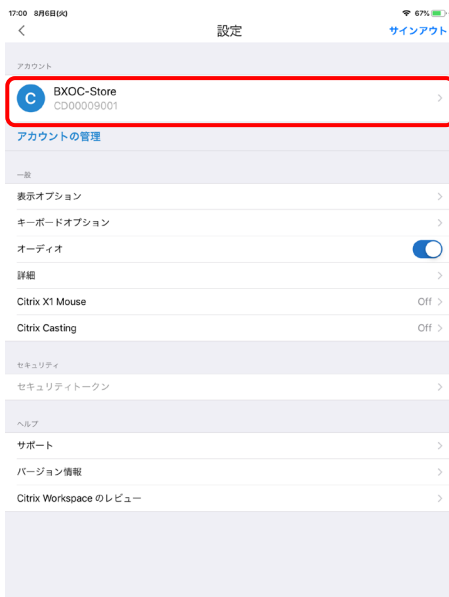 17:00 8月6日(火) 67%
設定 サインアウト
アカウント
C BXOC-Store
CD00009001
アカウントの管理
一般
表示オプション
キーボードオプション
オーディオ
詳細
Citrix X1 Mouse Off
Citrix Casting Off
セキュリティ
セキュリティトークン
ヘルプ
サポート
バージョン情報
Citrix Workspace のレビュー